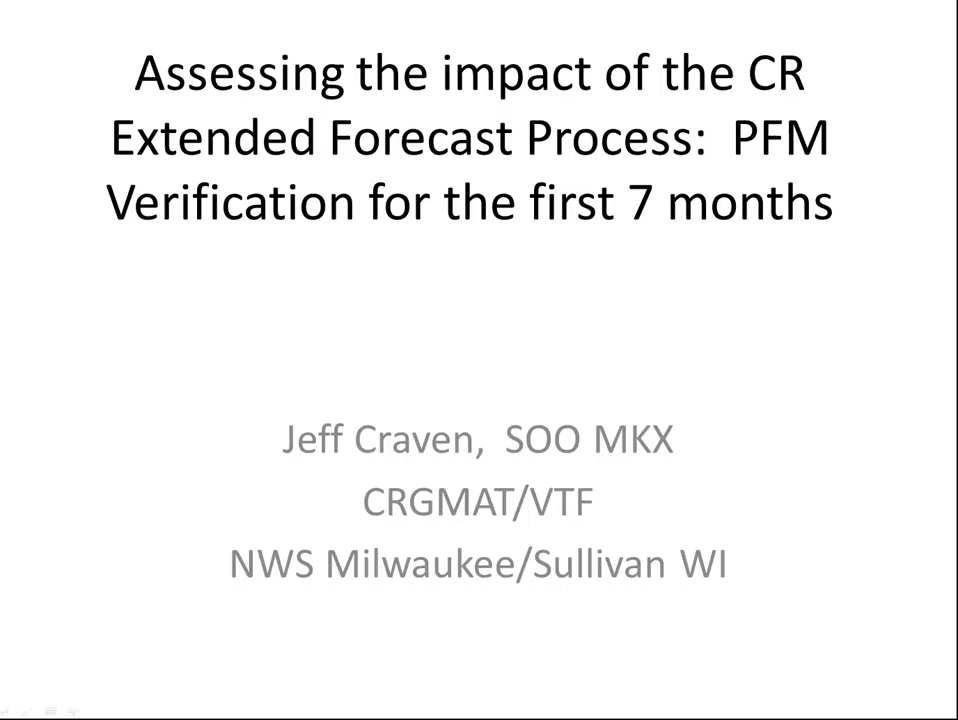 Assessing the impact of the CR
Extended Forecast Process:  PFM
Verification for the first 7 months
Jeff Craven,  SOO MKX
CRGMAT/VTF
NWS Milwaukee/Sullivan WI